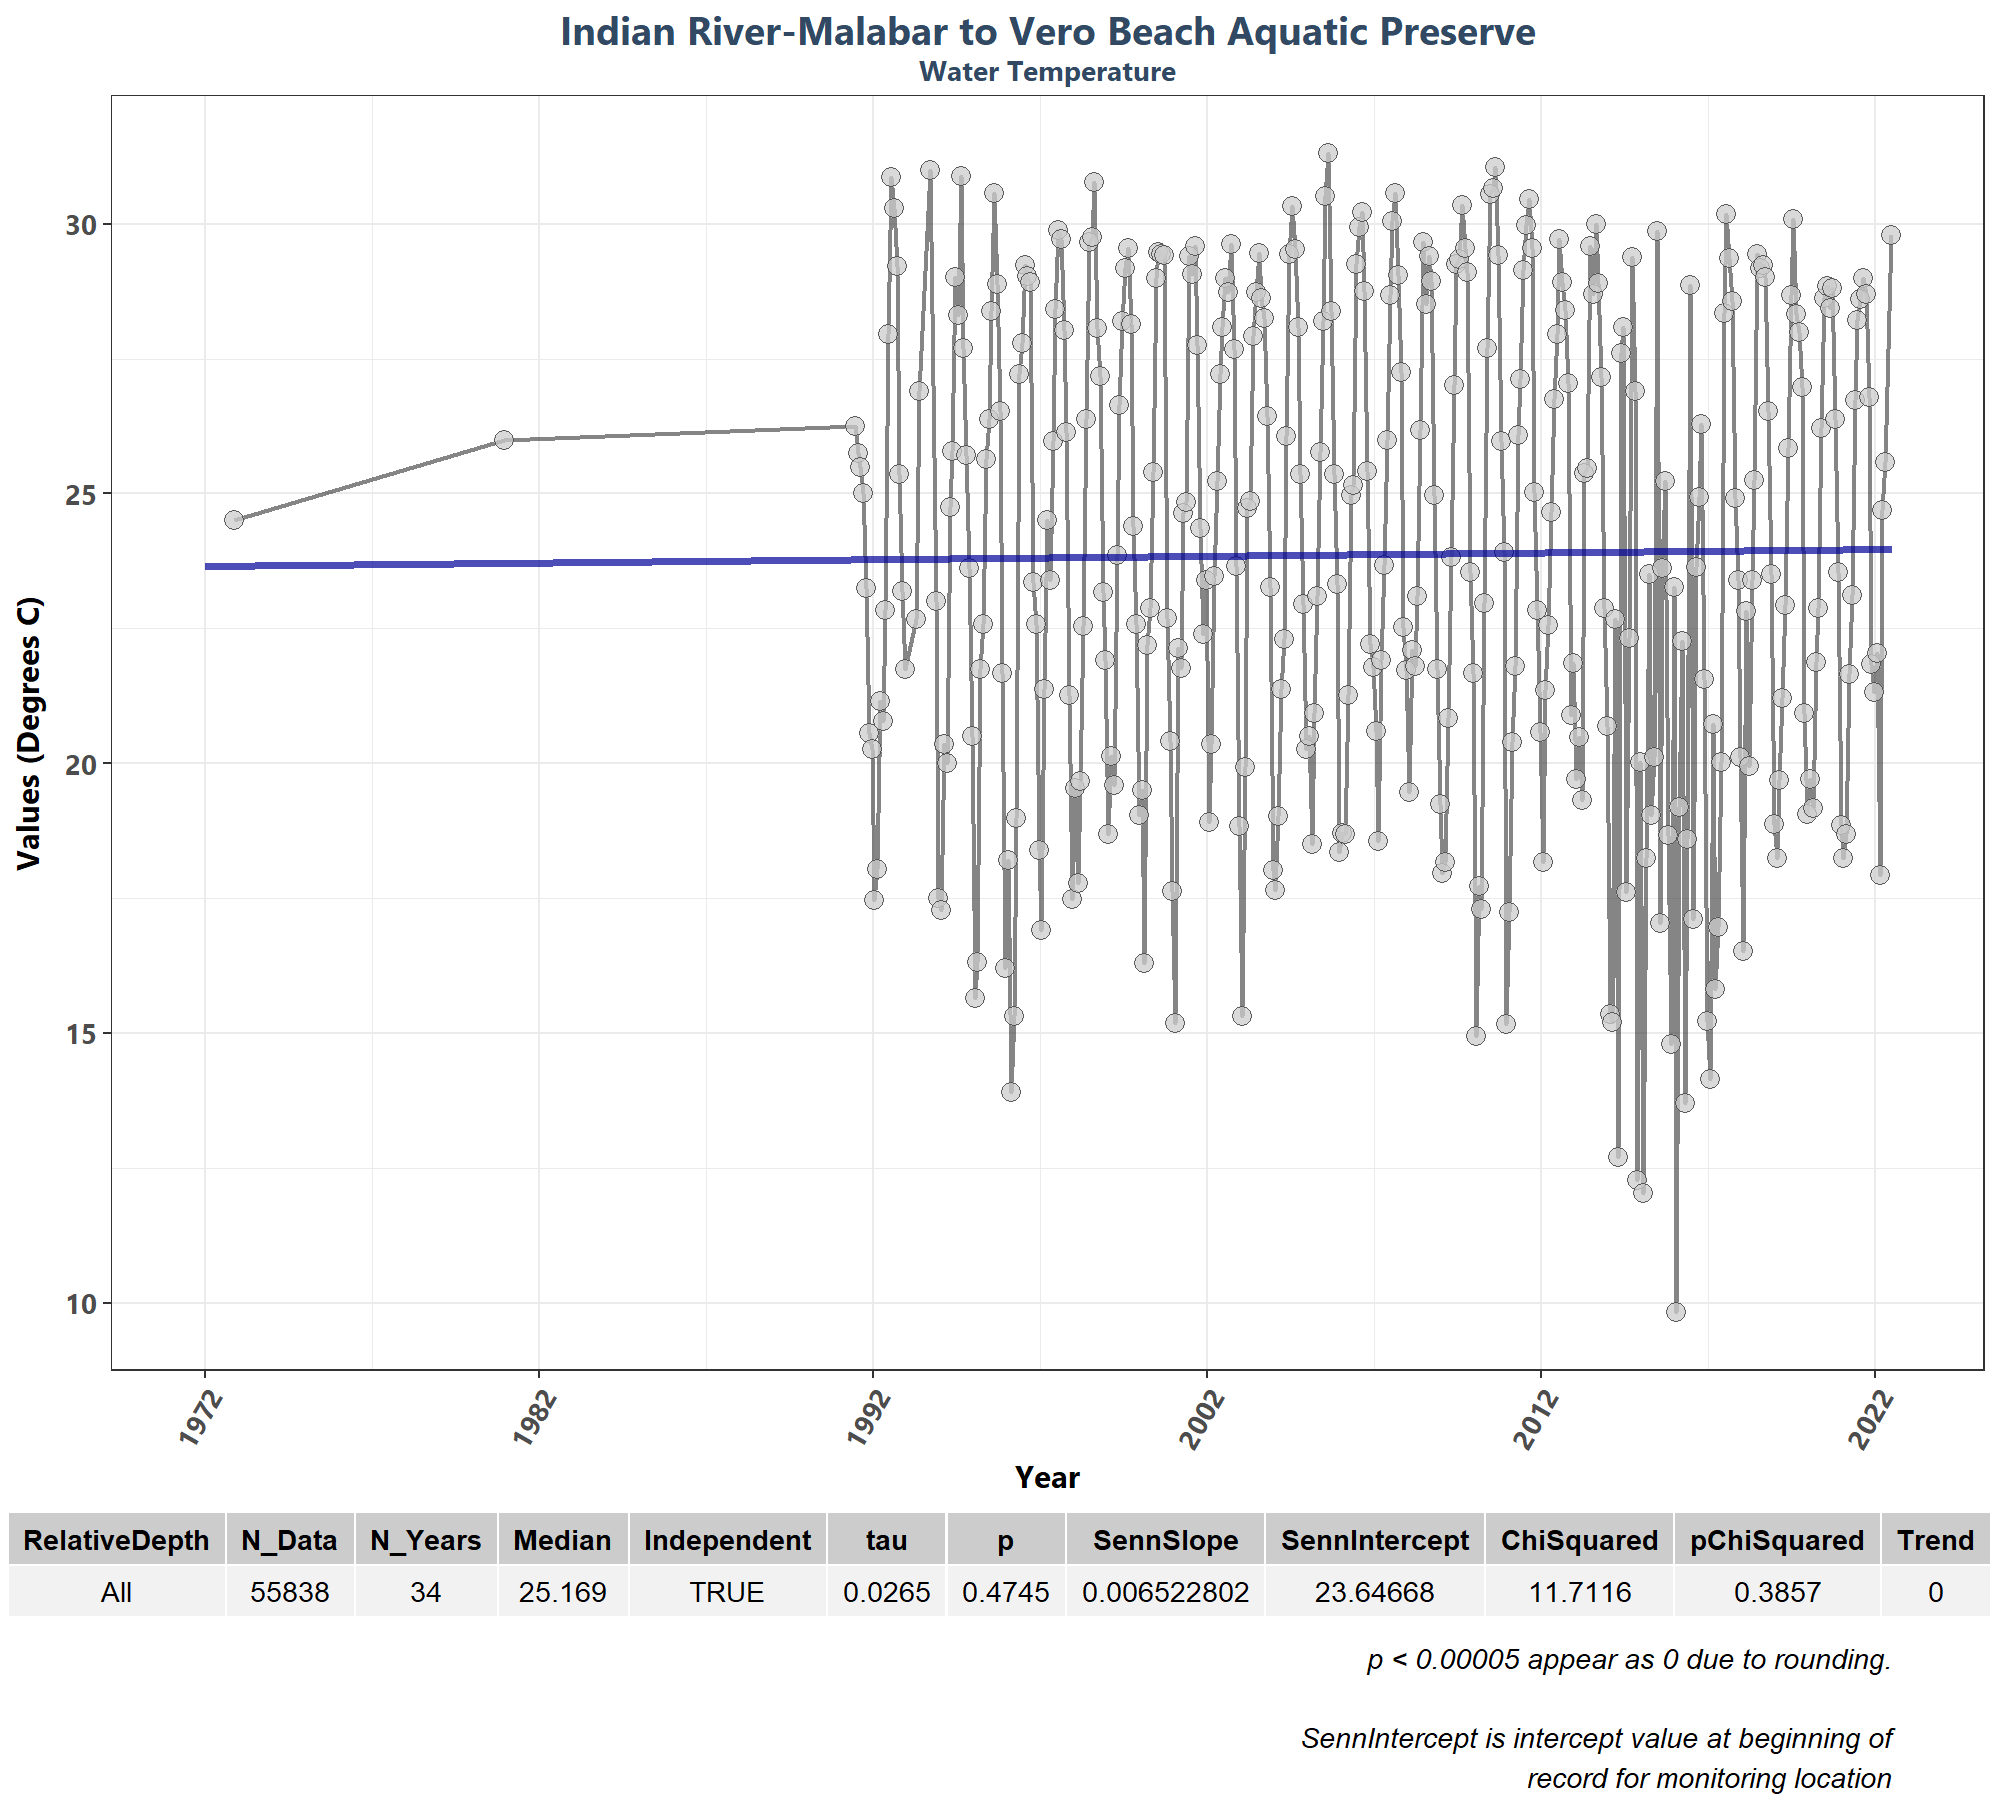 Indian River-Malabar to Vero Beach Aquatic Preserve
Water Temperature
Values (Degrees C)
30
25
20
15
10
1972
1982
1992
2002
2012
2022
Year
RelativeDepth N_Data N_Years Median Independent tau p SennSlope SennIntercept ChiSquared pChiSquared Trend
All 55838 34 25.169 TRUE 0.0265 0.4745 0.006522802 23.64668 11.7116 0.3857 0
p < 0.00005 appear as 0 due to rounding.
SennIntercept is intercept value at beginning of
record for monitoring location